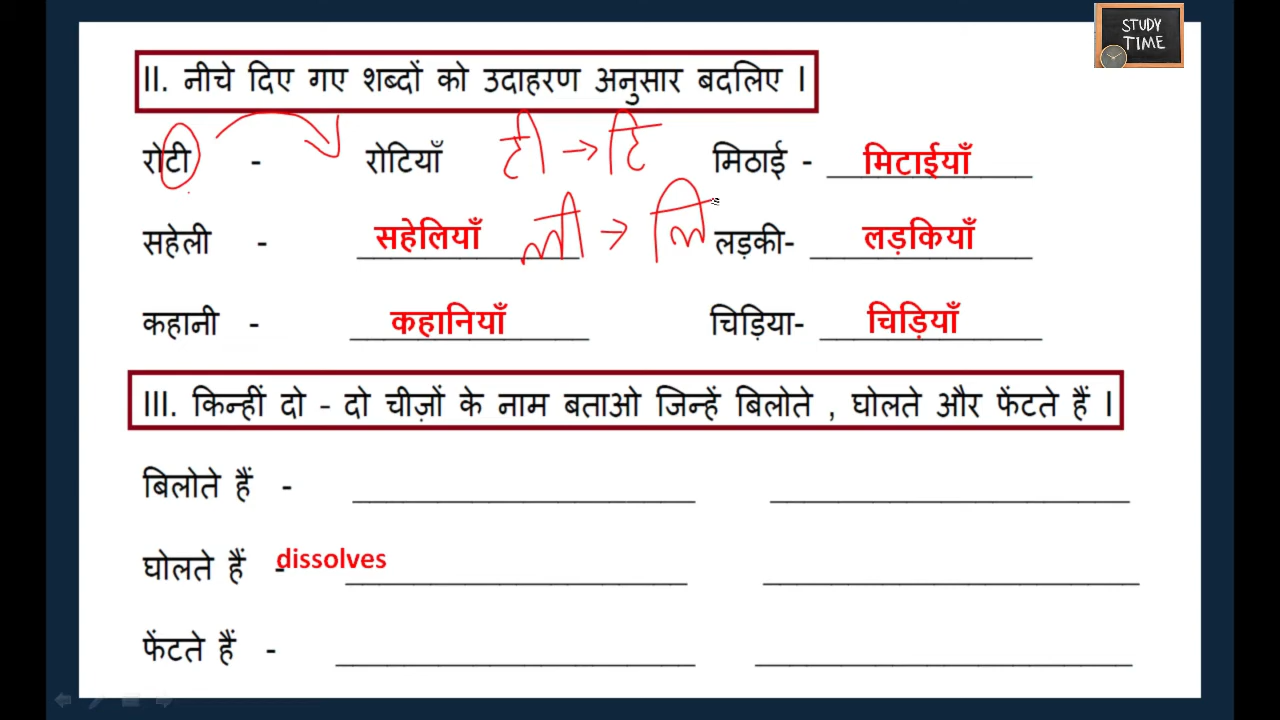 STUDY
TIME
II. नीचे दिए गए शब्दों को उदाहरण अनुसार बदलिए I
रोटी - रोटियाँ टी → टि मिठाई - मिटाईयाँ
सहेली - सहेलियाँ ली → लि लड़की- लड़कियाँ
कहानी - कहानियाँ चिड़िया- चिड़ियाँ
III. किन्हीं दो - दो चीज़ों के नाम बताओ जिन्हें बिलोते , घोलते और फेंटते हैं I
बिलोते हैं -
घोलते हैं - dissolves
फेंटते हैं -